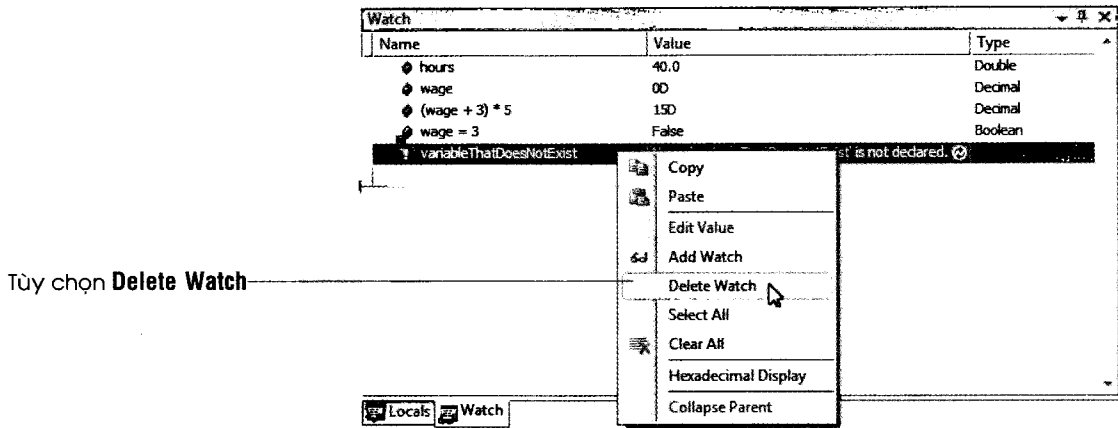 Watch
Name Value Type
hours 40.0 Double
wage 0D Decimal
(wage + 3) * 5 15D Decimal
wage = 3 False Boolean
variableThatDoesNotExist is not declared.
Copy
Paste
Edit Value
Add Watch
Tùy chọn Delete Watch
Delete Watch
Select All
Clear All
Hexadecimal Display
Collapse Parent
Locals Watch